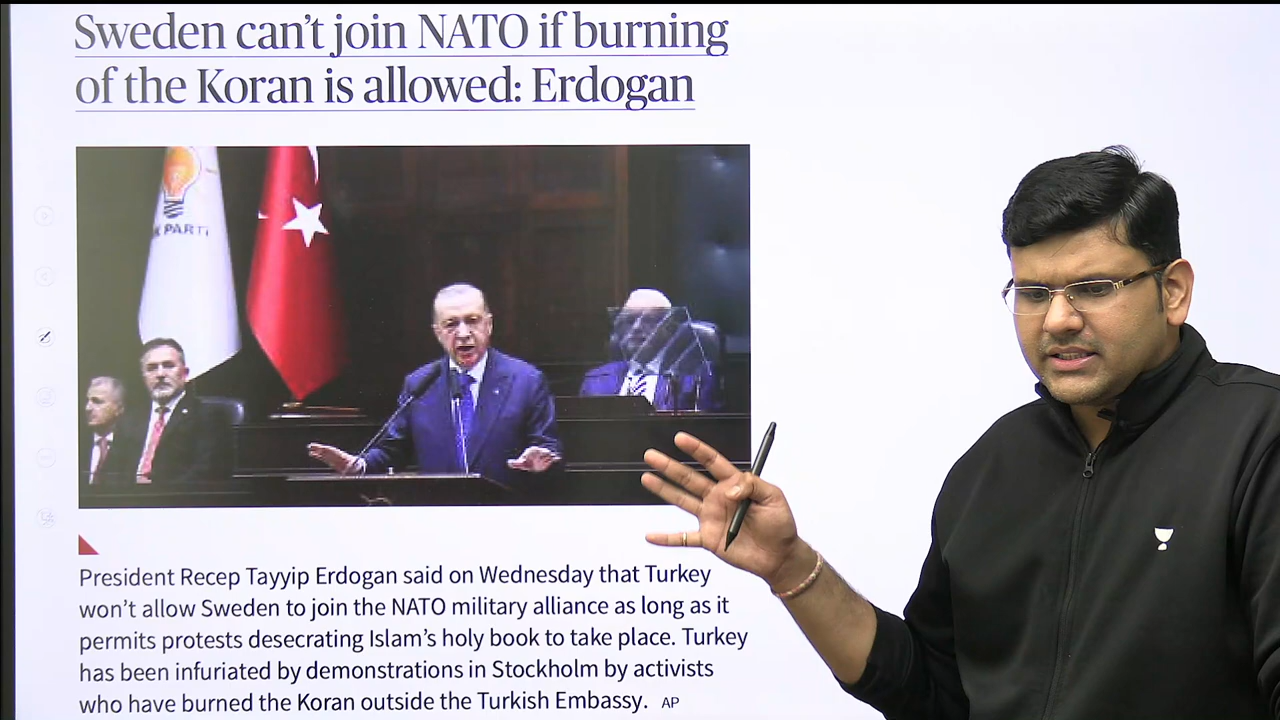 Sweden can't join NATO if burning
of the Koran is allowed: Erdogan
K PARTİ
President Recep Tayyip Erdogan said on Wednesday that Turkey
won't allow Sweden to join the NATO military alliance as long as it
permits protests desecrating Islam's holy book to take place. Turkey
has been infuriated by demonstrations in Stockholm by activists
who have burned the Koran outside the Turkish Embassy. AP